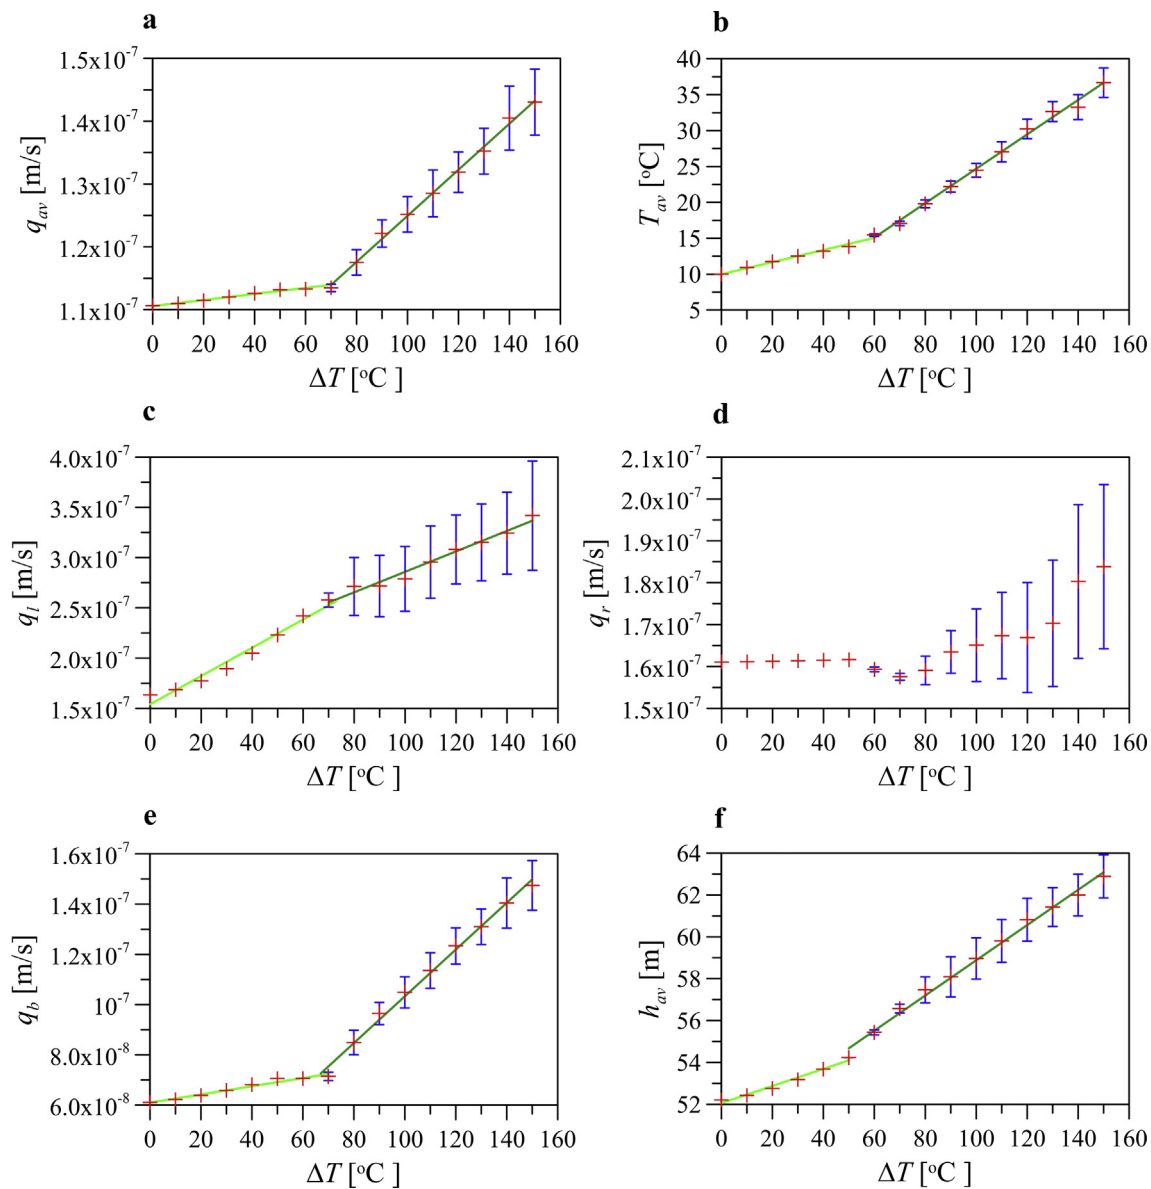 a
1.5x10⁻⁷
1.4x10⁻⁷
1.3x10⁻⁷
1.2x10⁻⁷
1.1x10⁻⁷
q_av [m/s]
0 20 40 60 80 100 120 140 160
ΔT [°C ]
b
40
35
30
25
20
15
10
5
T_av [°C]
0 20 40 60 80 100 120 140 160
ΔT [°C ]
c
4.0x10⁻⁷
3.5x10⁻⁷
3.0x10⁻⁷
2.5x10⁻⁷
2.0x10⁻⁷
1.5x10⁻⁷
q_l [m/s]
0 20 40 60 80 100 120 140 160
ΔT [°C ]
d
2.1x10⁻⁷
2.0x10⁻⁷
1.9x10⁻⁷
1.8x10⁻⁷
1.7x10⁻⁷
1.6x10⁻⁷
1.5x10⁻⁷
q_r [m/s]
0 20 40 60 80 100 120 140 160
ΔT [°C ]
e
1.6x10⁻⁷
1.4x10⁻⁷
1.2x10⁻⁷
10⁻⁷
8.0x10⁻⁸
6.0x10⁻⁸
q_b [m/s]
0 20 40 60 80 100 120 140 160
ΔT [°C ]
f
64
62
60
58
56
54
52
h_av [m]
0 20 40 60 80 100 120 140 160
ΔT [°C ]